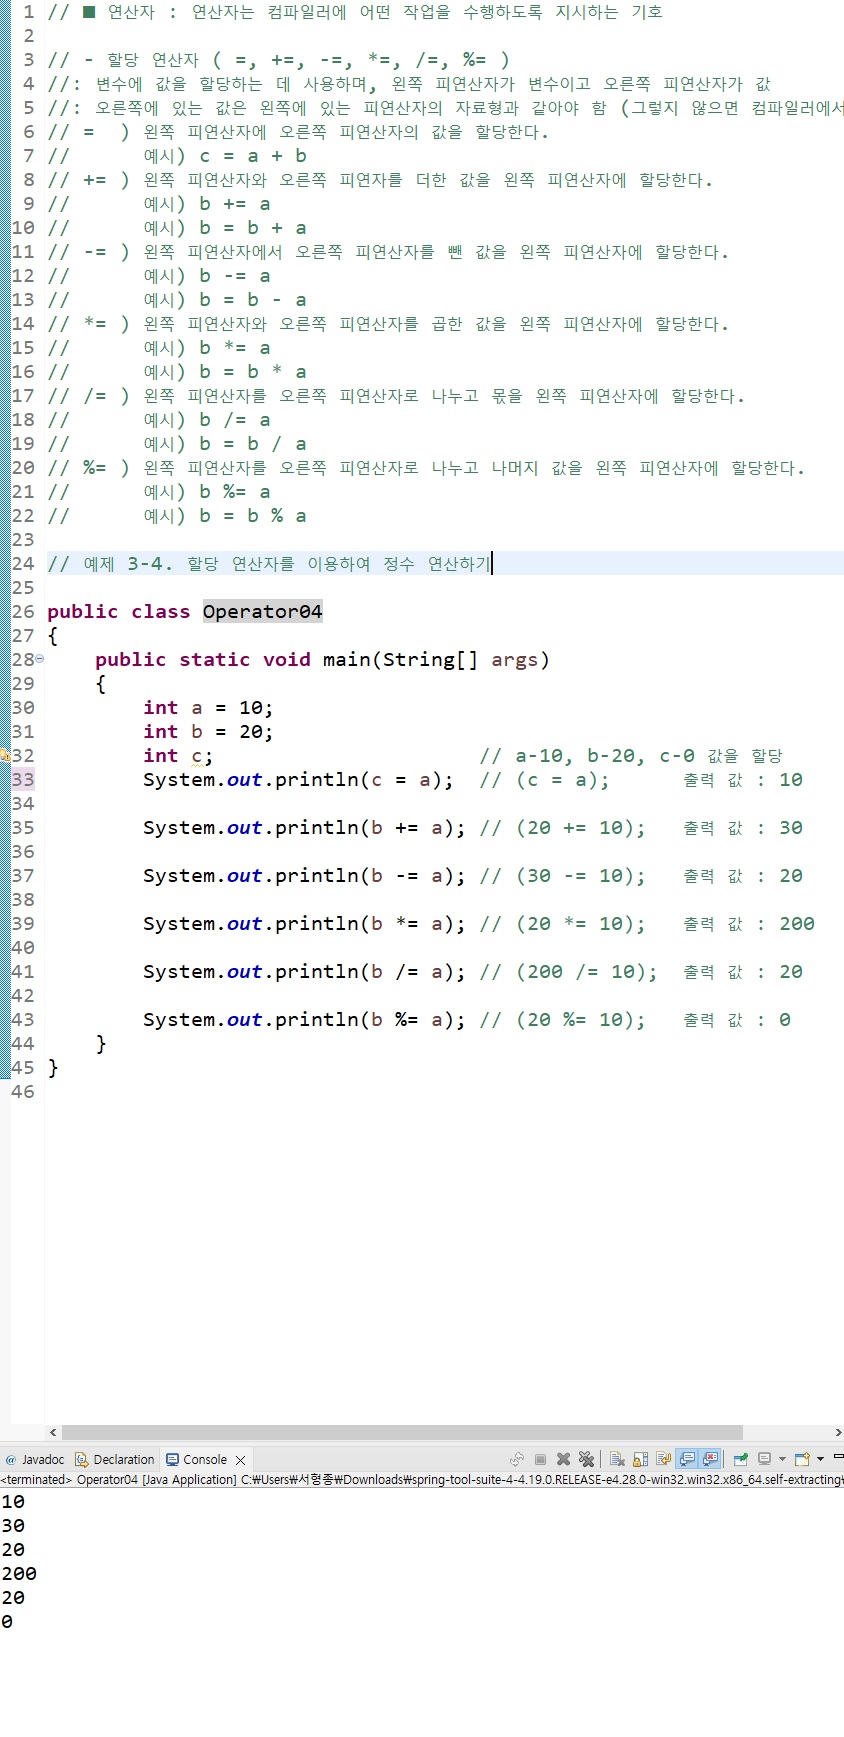 1 // ■ 연산자 : 연산자는 컴파일러에 어떤 작업을 수행하도록 지시하는 기호
2
3 // - 할당 연산자 ( =, +=, -=, *=, /=, %= )
4 //: 변수에 값을 할당하는 데 사용하며, 왼쪽 피연산자가 변수이고 오른쪽 피연산자가 값
5 //: 오른쪽에 있는 값은 왼쪽에 있는 피연산자의 자료형과 같아야 함 (그렇지 않으면 컴파일러에서
6 // =  ) 왼쪽 피연산자에 오른쪽 피연산자의 값을 할당한다.
7 //      예시) c = a + b
8 // += ) 왼쪽 피연산자와 오른쪽 피연자를 더한 값을 왼쪽 피연산자에 할당한다.
9 //      예시) b += a
10 //      예시) b = b + a
11 // -= ) 왼쪽 피연산자에서 오른쪽 피연산자를 뺀 값을 왼쪽 피연산자에 할당한다.
12 //      예시) b -= a
13 //      예시) b = b - a
14 // *= ) 왼쪽 피연산자와 오른쪽 피연산자를 곱한 값을 왼쪽 피연산자에 할당한다.
15 //      예시) b *= a
16 //      예시) b = b * a
17 // /= ) 왼쪽 피연산자를 오른쪽 피연산자로 나누고 몫을 왼쪽 피연산자에 할당한다.
18 //      예시) b /= a
19 //      예시) b = b / a
20 // %= ) 왼쪽 피연산자를 오른쪽 피연산자로 나누고 나머지 값을 왼쪽 피연산자에 할당한다.
21 //      예시) b %= a
22 //      예시) b = b % a
23
24 // 예제 3-4. 할당 연산자를 이용하여 정수 연산하기
25
26 public class Operator04
27 {
28     public static void main(String[] args)
29     {
30         int a = 10;
31         int b = 20;
32         int c;                      // a-10, b-20, c-0 값을 할당
33         System.out.println(c = a);  // (c = a);      출력 값 : 10
34
35         System.out.println(b += a); // (20 += 10);   출력 값 : 30
36
37         System.out.println(b -= a); // (30 -= 10);   출력 값 : 20
38
39         System.out.println(b *= a); // (20 *= 10);   출력 값 : 200
40
41         System.out.println(b /= a); // (200 /= 10);  출력 값 : 20
42
43         System.out.println(b %= a); // (20 %= 10);   출력 값 : 0
44     }
45 }
46
@ Javadoc Declaration Console
<terminated> Operator04 [Java Application] C:₩Users₩서형종₩Downloads₩spring-tool-suite-4-4.19.0.RELEASE-e4.28.0-win32.win32.x86_64.self-extracting₩
10
30
20
200
20
0